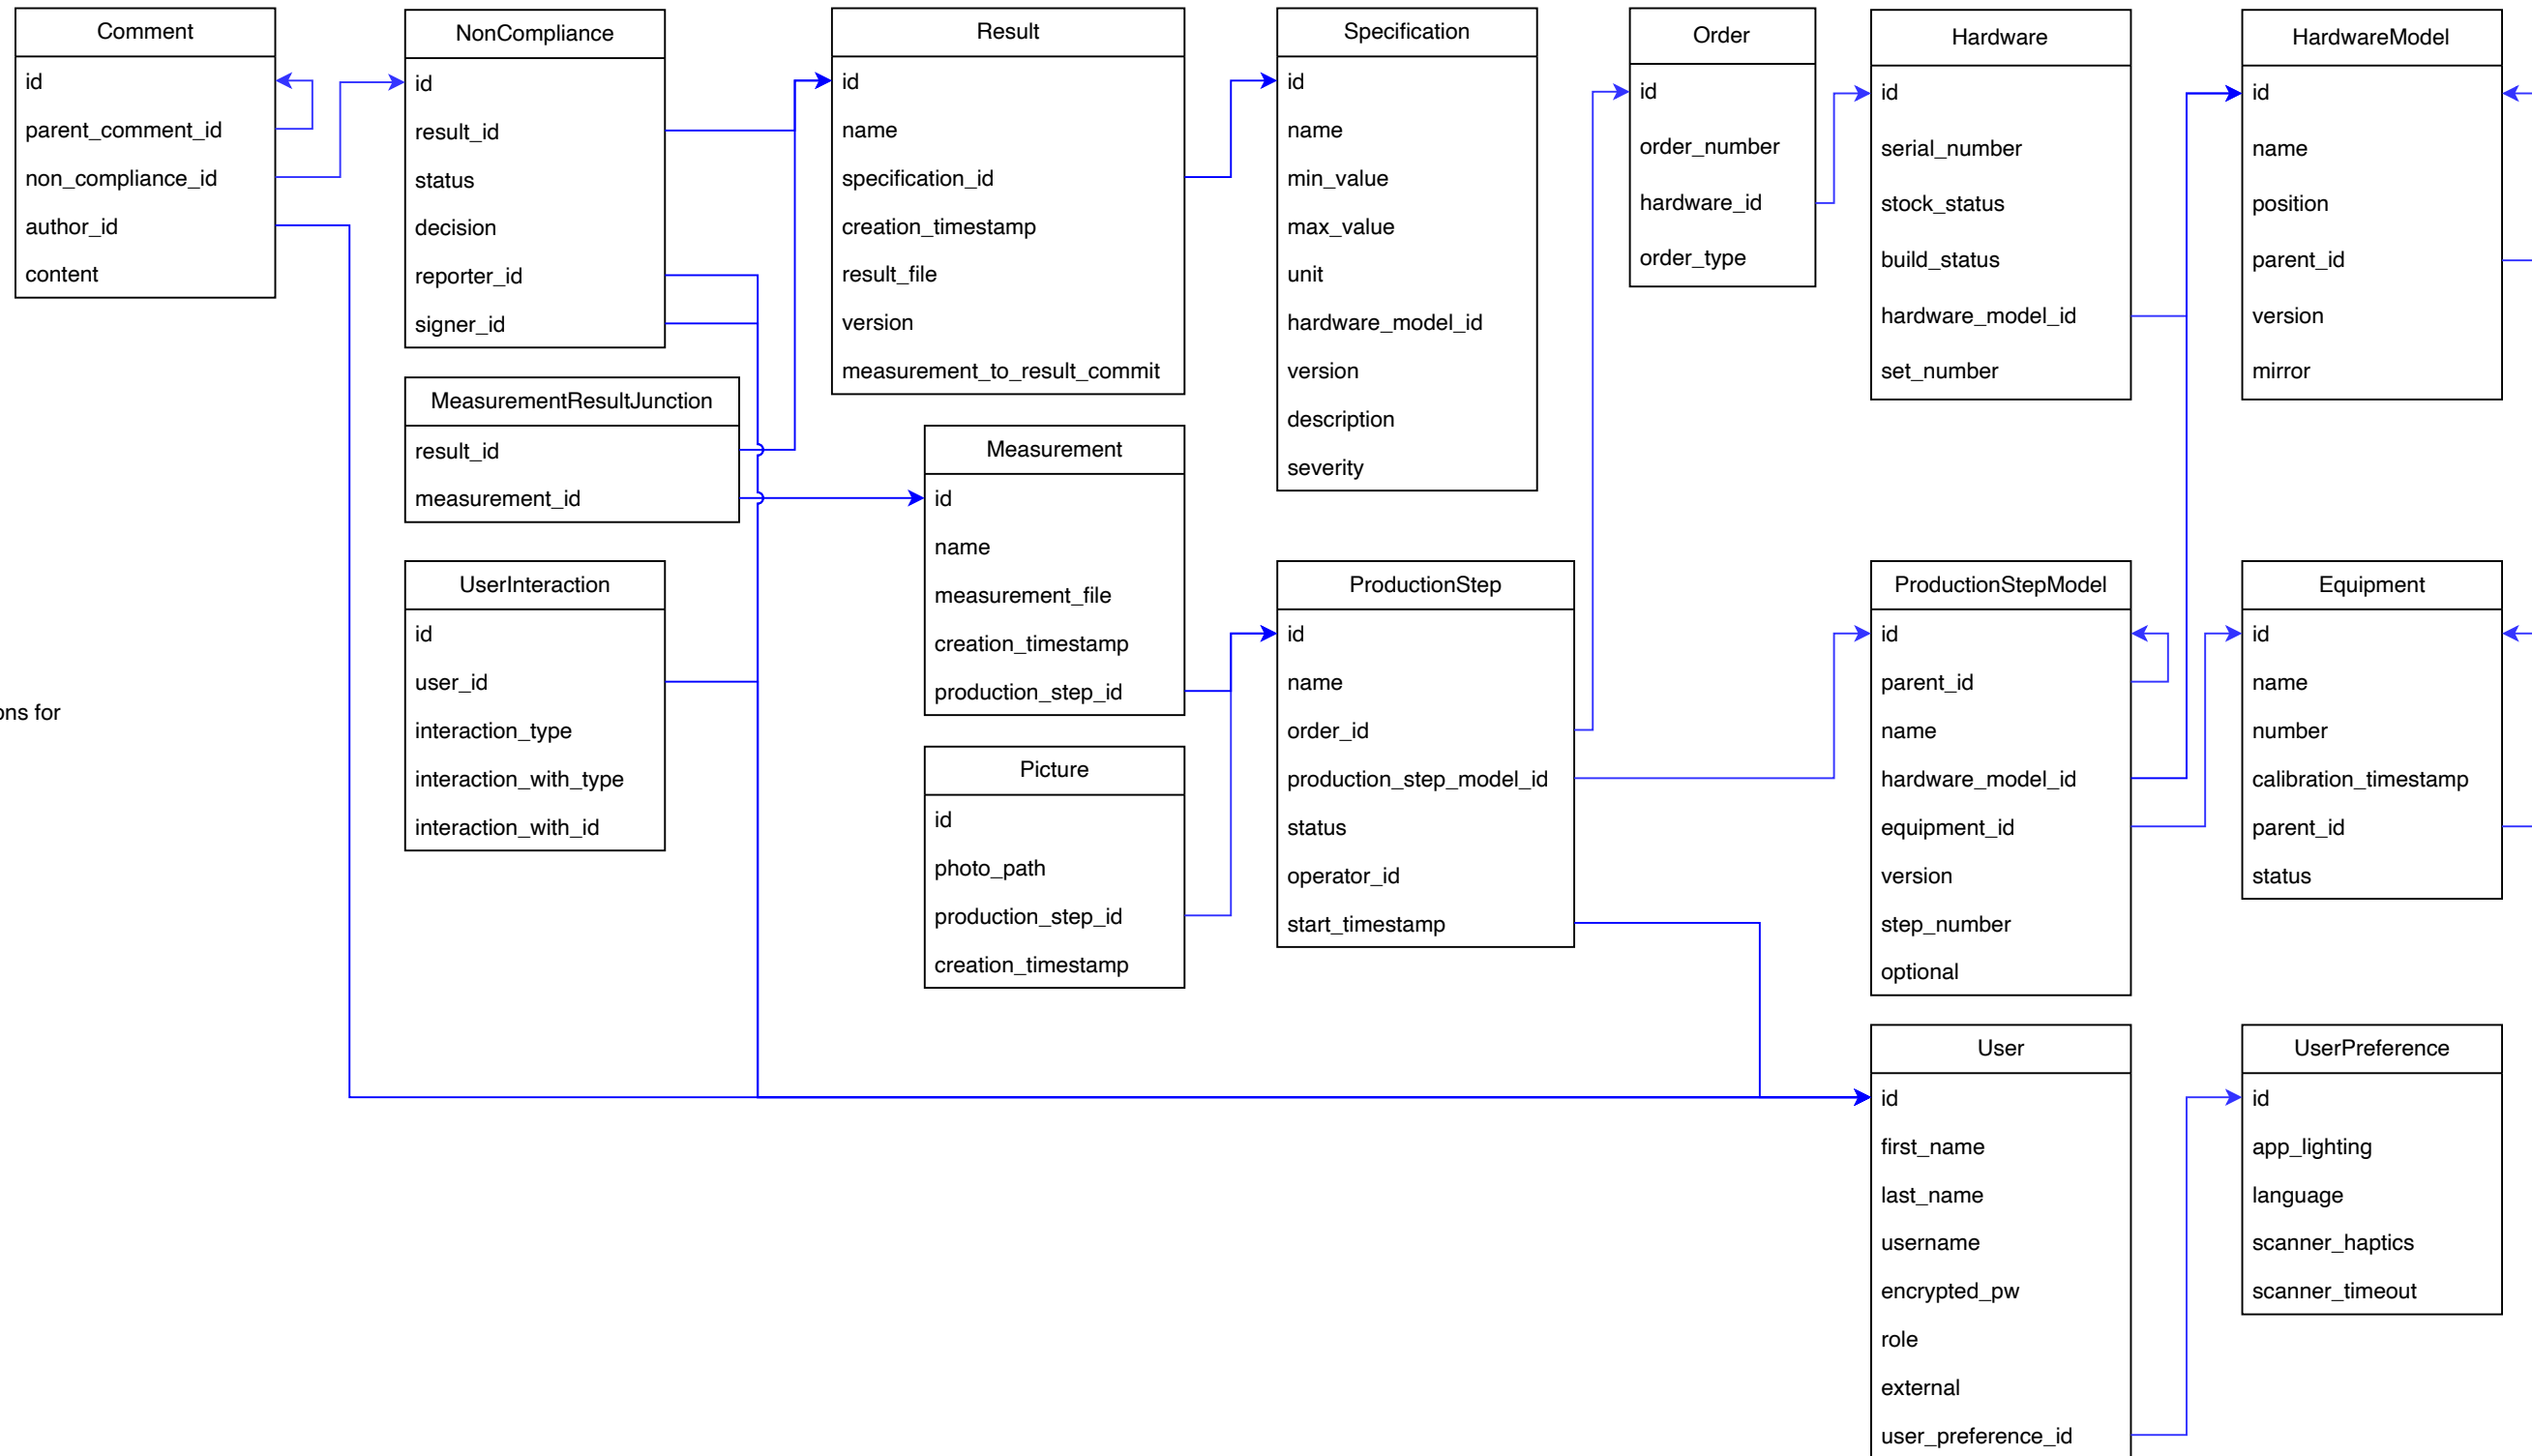 Comment
id
parent_comment_id
non_compliance_id
author_id
content
NonCompliance
id
result_id
status
decision
reporter_id
signer_id
MeasurementResultJunction
result_id
measurement_id
UserInteraction
id
user_id
interaction_type
interaction_with_type
interaction_with_id
ons for
Result
id
name
specification_id
creation_timestamp
result_file
version
measurement_to_result_commit
Measurement
id
name
measurement_file
creation_timestamp
production_step_id
Picture
id
photo_path
production_step_id
creation_timestamp
Specification
id
name
min_value
max_value
unit
hardware_model_id
version
description
severity
ProductionStep
id
name
order_id
production_step_model_id
status
operator_id
start_timestamp
Order
id
order_number
hardware_id
order_type
Hardware
id
serial_number
stock_status
build_status
hardware_model_id
set_number
ProductionStepModel
id
parent_id
name
hardware_model_id
equipment_id
version
step_number
optional
User
id
first_name
last_name
username
encrypted_pw
role
external
user_preference_id
HardwareModel
id
name
position
parent_id
version
mirror
Equipment
id
name
number
calibration_timestamp
parent_id
status
UserPreference
id
app_lighting
language
scanner_haptics
scanner_timeout